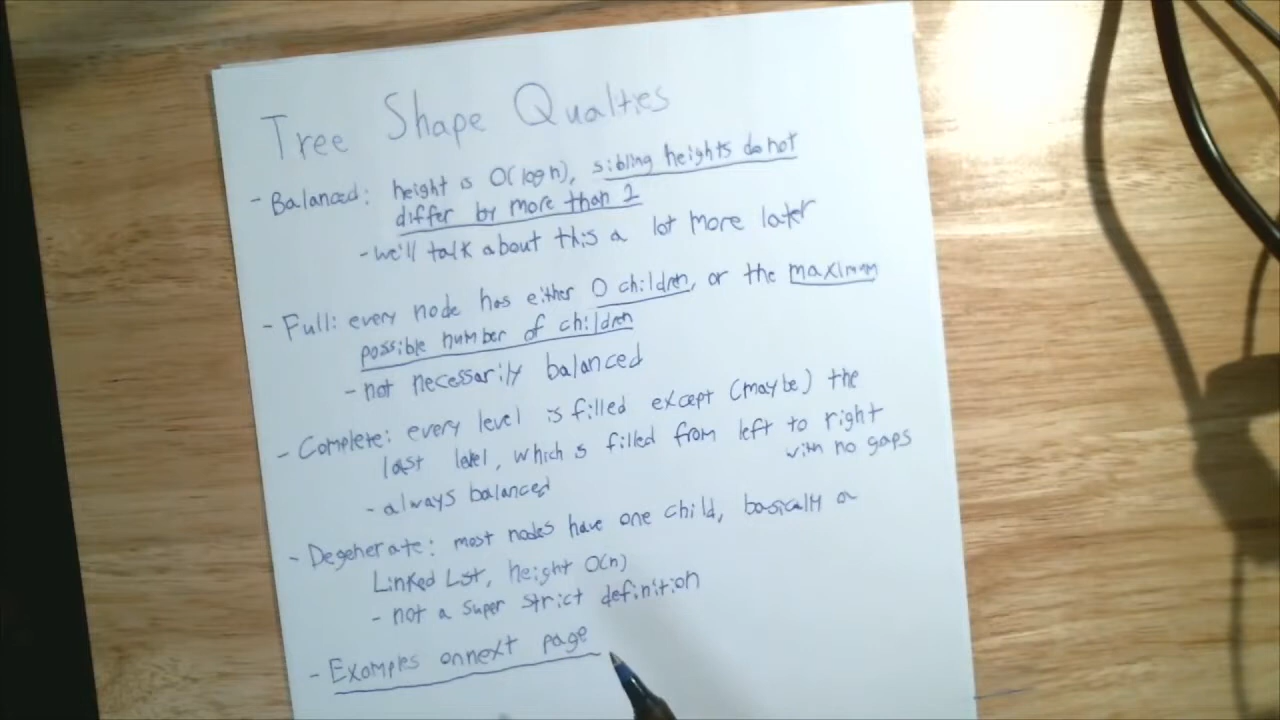 Tree Shape Qualties
- Balanced: height is O(log n), sibling heights do not
differ by more than 1
- we'll talk about this a lot more later
- Full: every node has either 0 children, or the maximum
possible number of children
- not necessarily balanced
- Complete: every level is filled except (maybe) the
last level, which is filled from left to right
with no gaps
- always balanced
- Degenerate: most nodes have one child, basically a
Linked List, height O(n)
- not a super strict definition
- Examples on next page